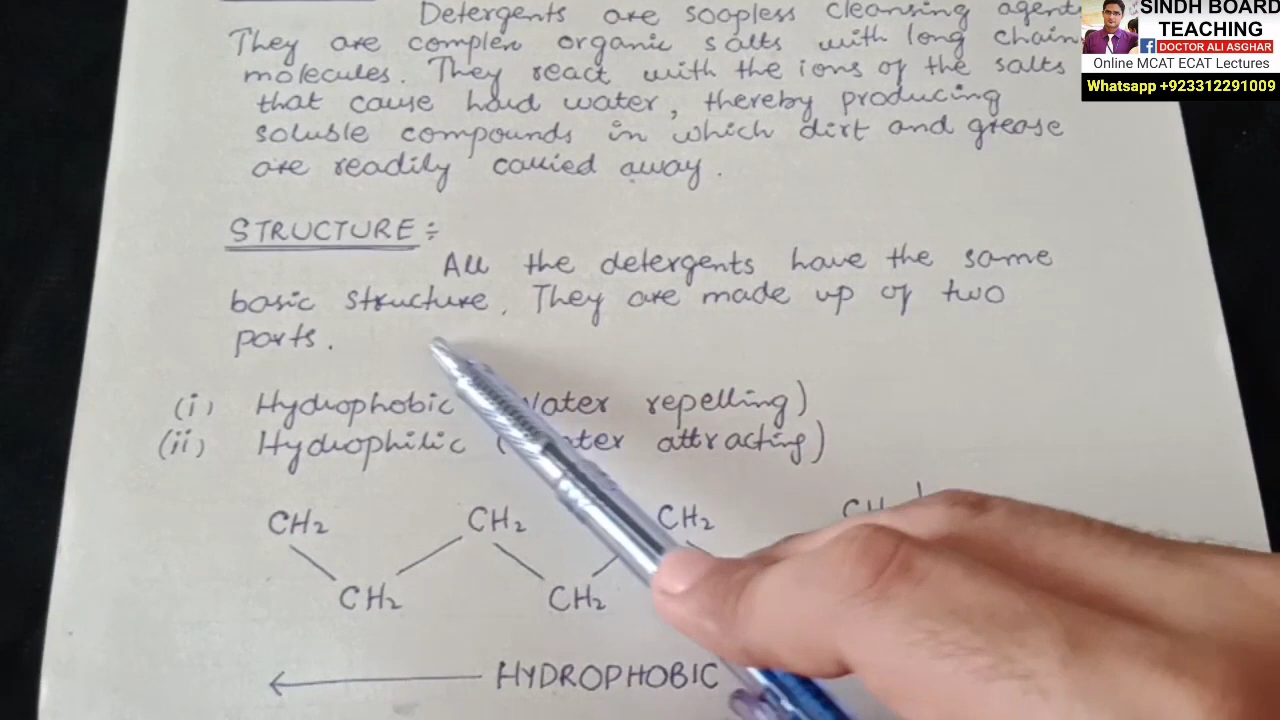 Detergents are soapless cleansing agent
They are complex organic salts with long chain
molecules. They react with the ions of the salts
that cause hard water, thereby producing
soluble compounds in which dirt and grease
are readily carried away.
STRUCTURE :-
All the detergents have the same
basic structure. They are made up of two
parts.
(i) Hydrophobic Water repelling)
(ii) Hydrophilic ( ater attracting)
CH2 CH2 CH2 CH
CH2 CH2
← HYDROPHOBIC
SINDH BOARD
TEACHING
DOCTOR ALI ASGHAR
Online MCAT ECAT Lectures
Whatsapp +923312291009